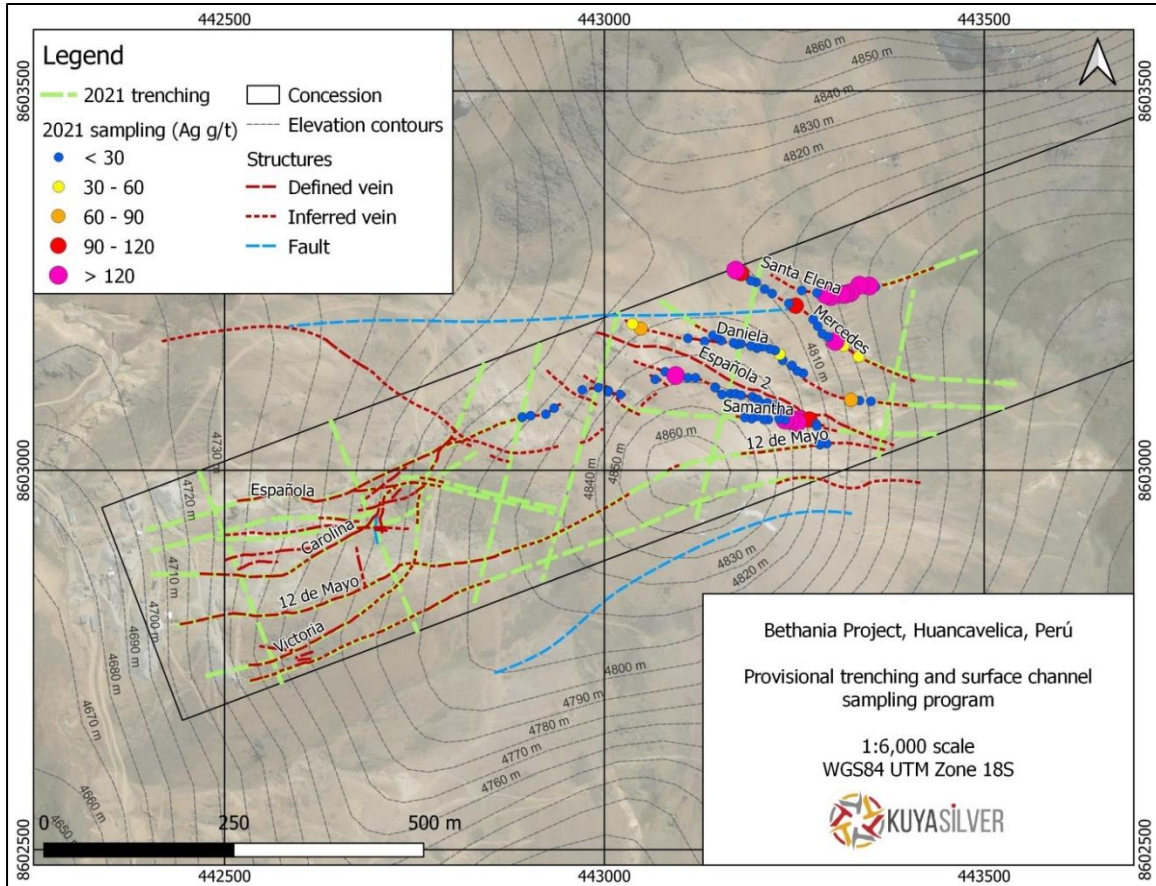 442500
443000
443500
8603500
8603500
Legend
2021 trenching
Concession
2021 sampling (Ag g/t)
Elevation contours
< 30
Structures
30 - 60
Defined vein
60 - 90
Inferred vein
90 - 120
Fault
> 120
4860 m
4850 m
4840 m
4830 m
4820 m
Santa Elena
Mercedes
Daniela
4810 m
Española 2
Samantha
12 de Mayo
4860 m
4850 m
4840 m
8603000
8603000
4730 m
4720 m
Española
Carolina
4710 m
12 de Mayo
4700 m
Victoria
4690 m
4680 m
4670 m
4660 m
4650 m
4830 m
4820 m
4800 m
4790 m
4780 m
4770 m
4760 m
Bethania Project, Huancavelica, Perú
Provisional trenching and surface channel
sampling program
1:6,000 scale
WGS84 UTM Zone 18S
KUYASILVER
0
250
500 m
8602500
8602500
442500
443000
443500